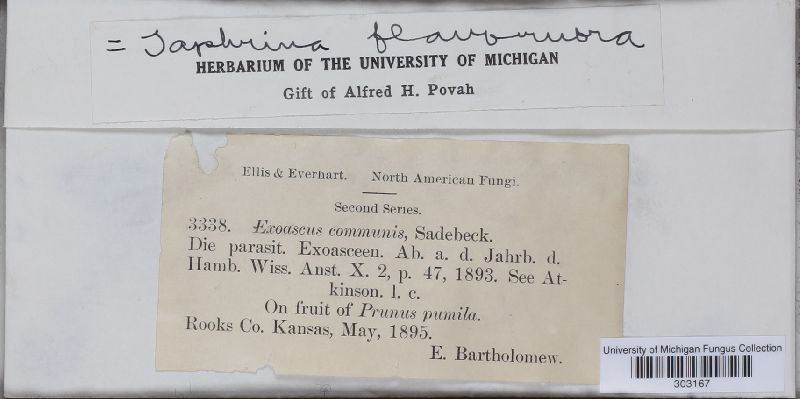 = Taphrina flavorubra
HERBARIUM OF THE UNIVERSITY OF MICHIGAN
Gift of Alfred H. Povah
Ellis & Everhart. North American Fungi.
Second Series.
3338. Exoascus communis, Sadebeck.
Die parasit. Exoasceen. Ab. a. d. Jahrb. d.
Hamb. Wiss. Anst. X. 2, p. 47, 1893. See At-
kinson. l. c.
On fruit of Prunus pumila.
Rooks Co. Kansas, May, 1895.
E. Bartholomew.
University of Michigan Fungus Collection
303167